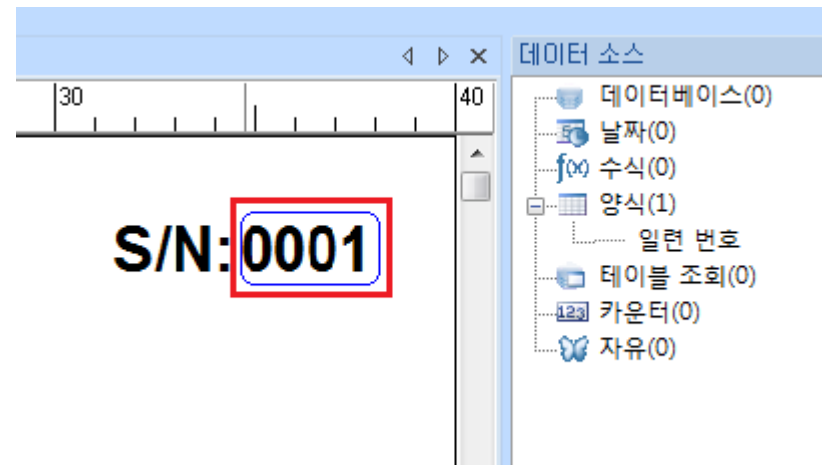 데이터 소스
30 40
S/N:0001
데이터베이스(0)
날짜(0)
f(x) 수식(0)
양식(1)
일련 번호
테이블 조회(0)
123 카운터(0)
자유(0)